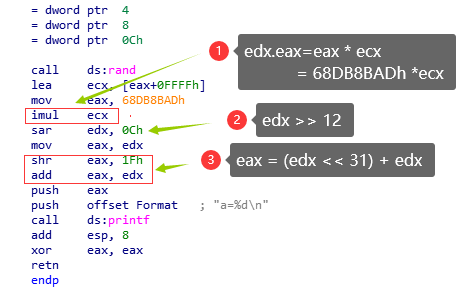 = dword ptr  4
= dword ptr  8
= dword ptr  0Ch
call    ds:rand
lea     ecx, [eax+0FFFFh]
mov     eax, 68DB8BADh
imul    ecx
sar     edx, 0Ch
mov     eax, edx
shr     eax, 1Fh
add     eax, edx
push    eax
push    offset Format   ; "a=%d\n"
call    ds:printf
add     esp, 8
xor     eax, eax
retn
endp
1
edx.eax=eax * ecx
= 68DB8BADh *ecx
2
edx >> 12
3
eax = (edx << 31) + edx